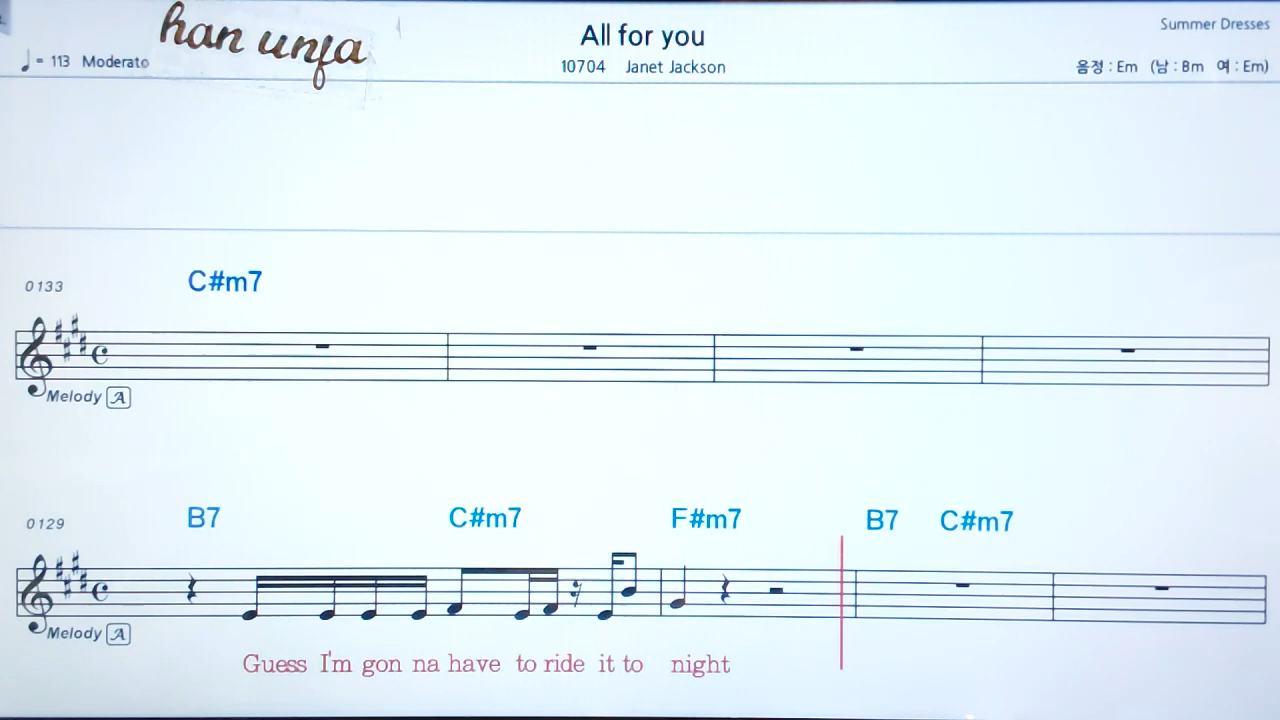 han unfa
All for you
Summer Dresses
♩= 113 Moderato
10704 Janet Jackson
음정 : Em (남 : Bm 여 : Em)
0133
C#m7
Melody A
0129
B7 C#m7 F#m7 B7 C#m7
Melody A
Guess I'm gon na have to ride it to night